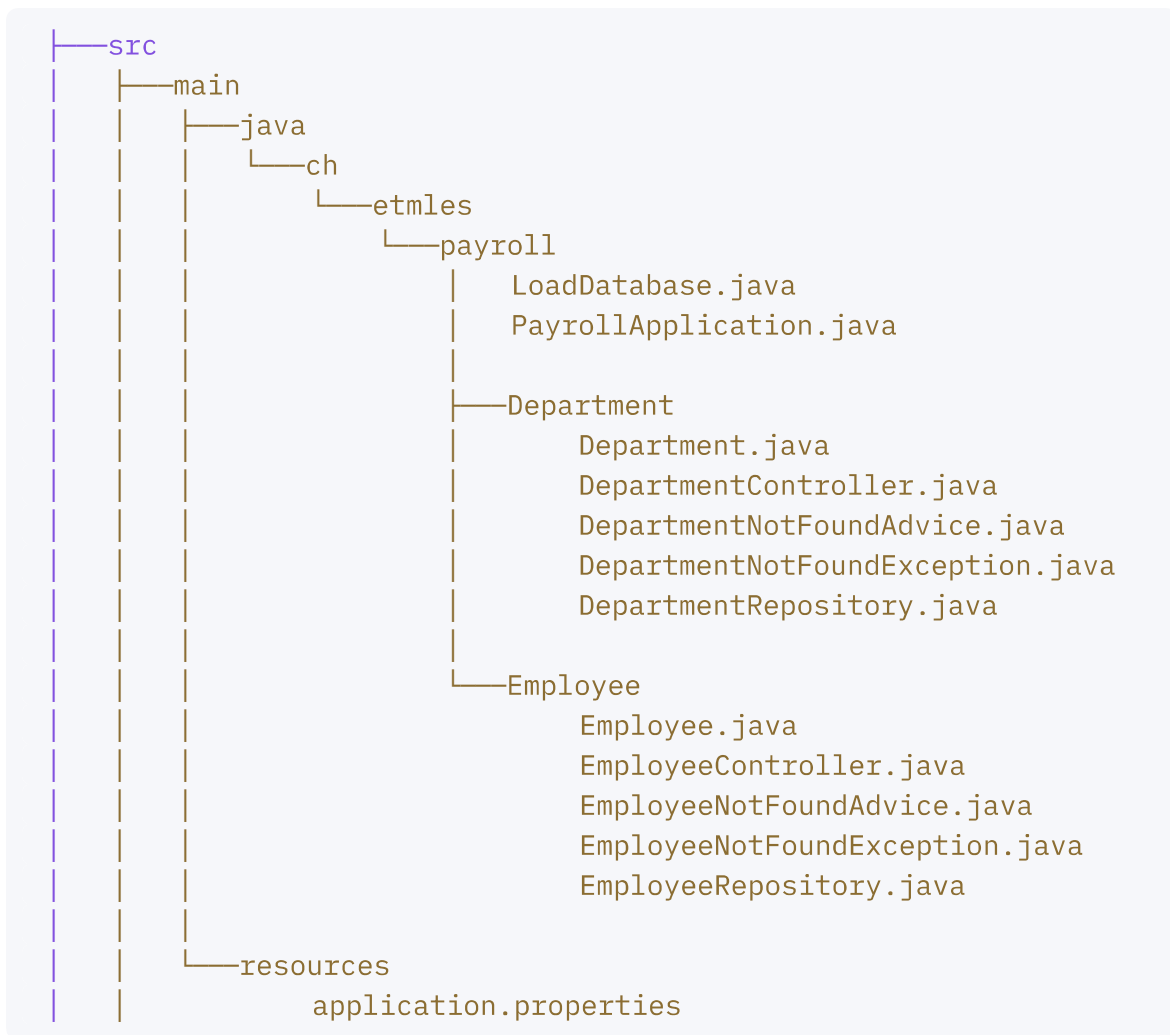 ├───src
│   ├───main
│   │   ├───java
│   │   │   └───ch
│   │   │       └───etmles
│   │   │           └───payroll
│   │   │               │   LoadDatabase.java
│   │   │               │   PayrollApplication.java
│   │   │               │
│   │   │               ├───Department
│   │   │               │       Department.java
│   │   │               │       DepartmentController.java
│   │   │               │       DepartmentNotFoundAdvice.java
│   │   │               │       DepartmentNotFoundException.java
│   │   │               │       DepartmentRepository.java
│   │   │               │
│   │   │               └───Employee
│   │   │                       Employee.java
│   │   │                       EmployeeController.java
│   │   │                       EmployeeNotFoundAdvice.java
│   │   │                       EmployeeNotFoundException.java
│   │   │                       EmployeeRepository.java
│   │   │
│   │   └───resources
│   │           application.properties